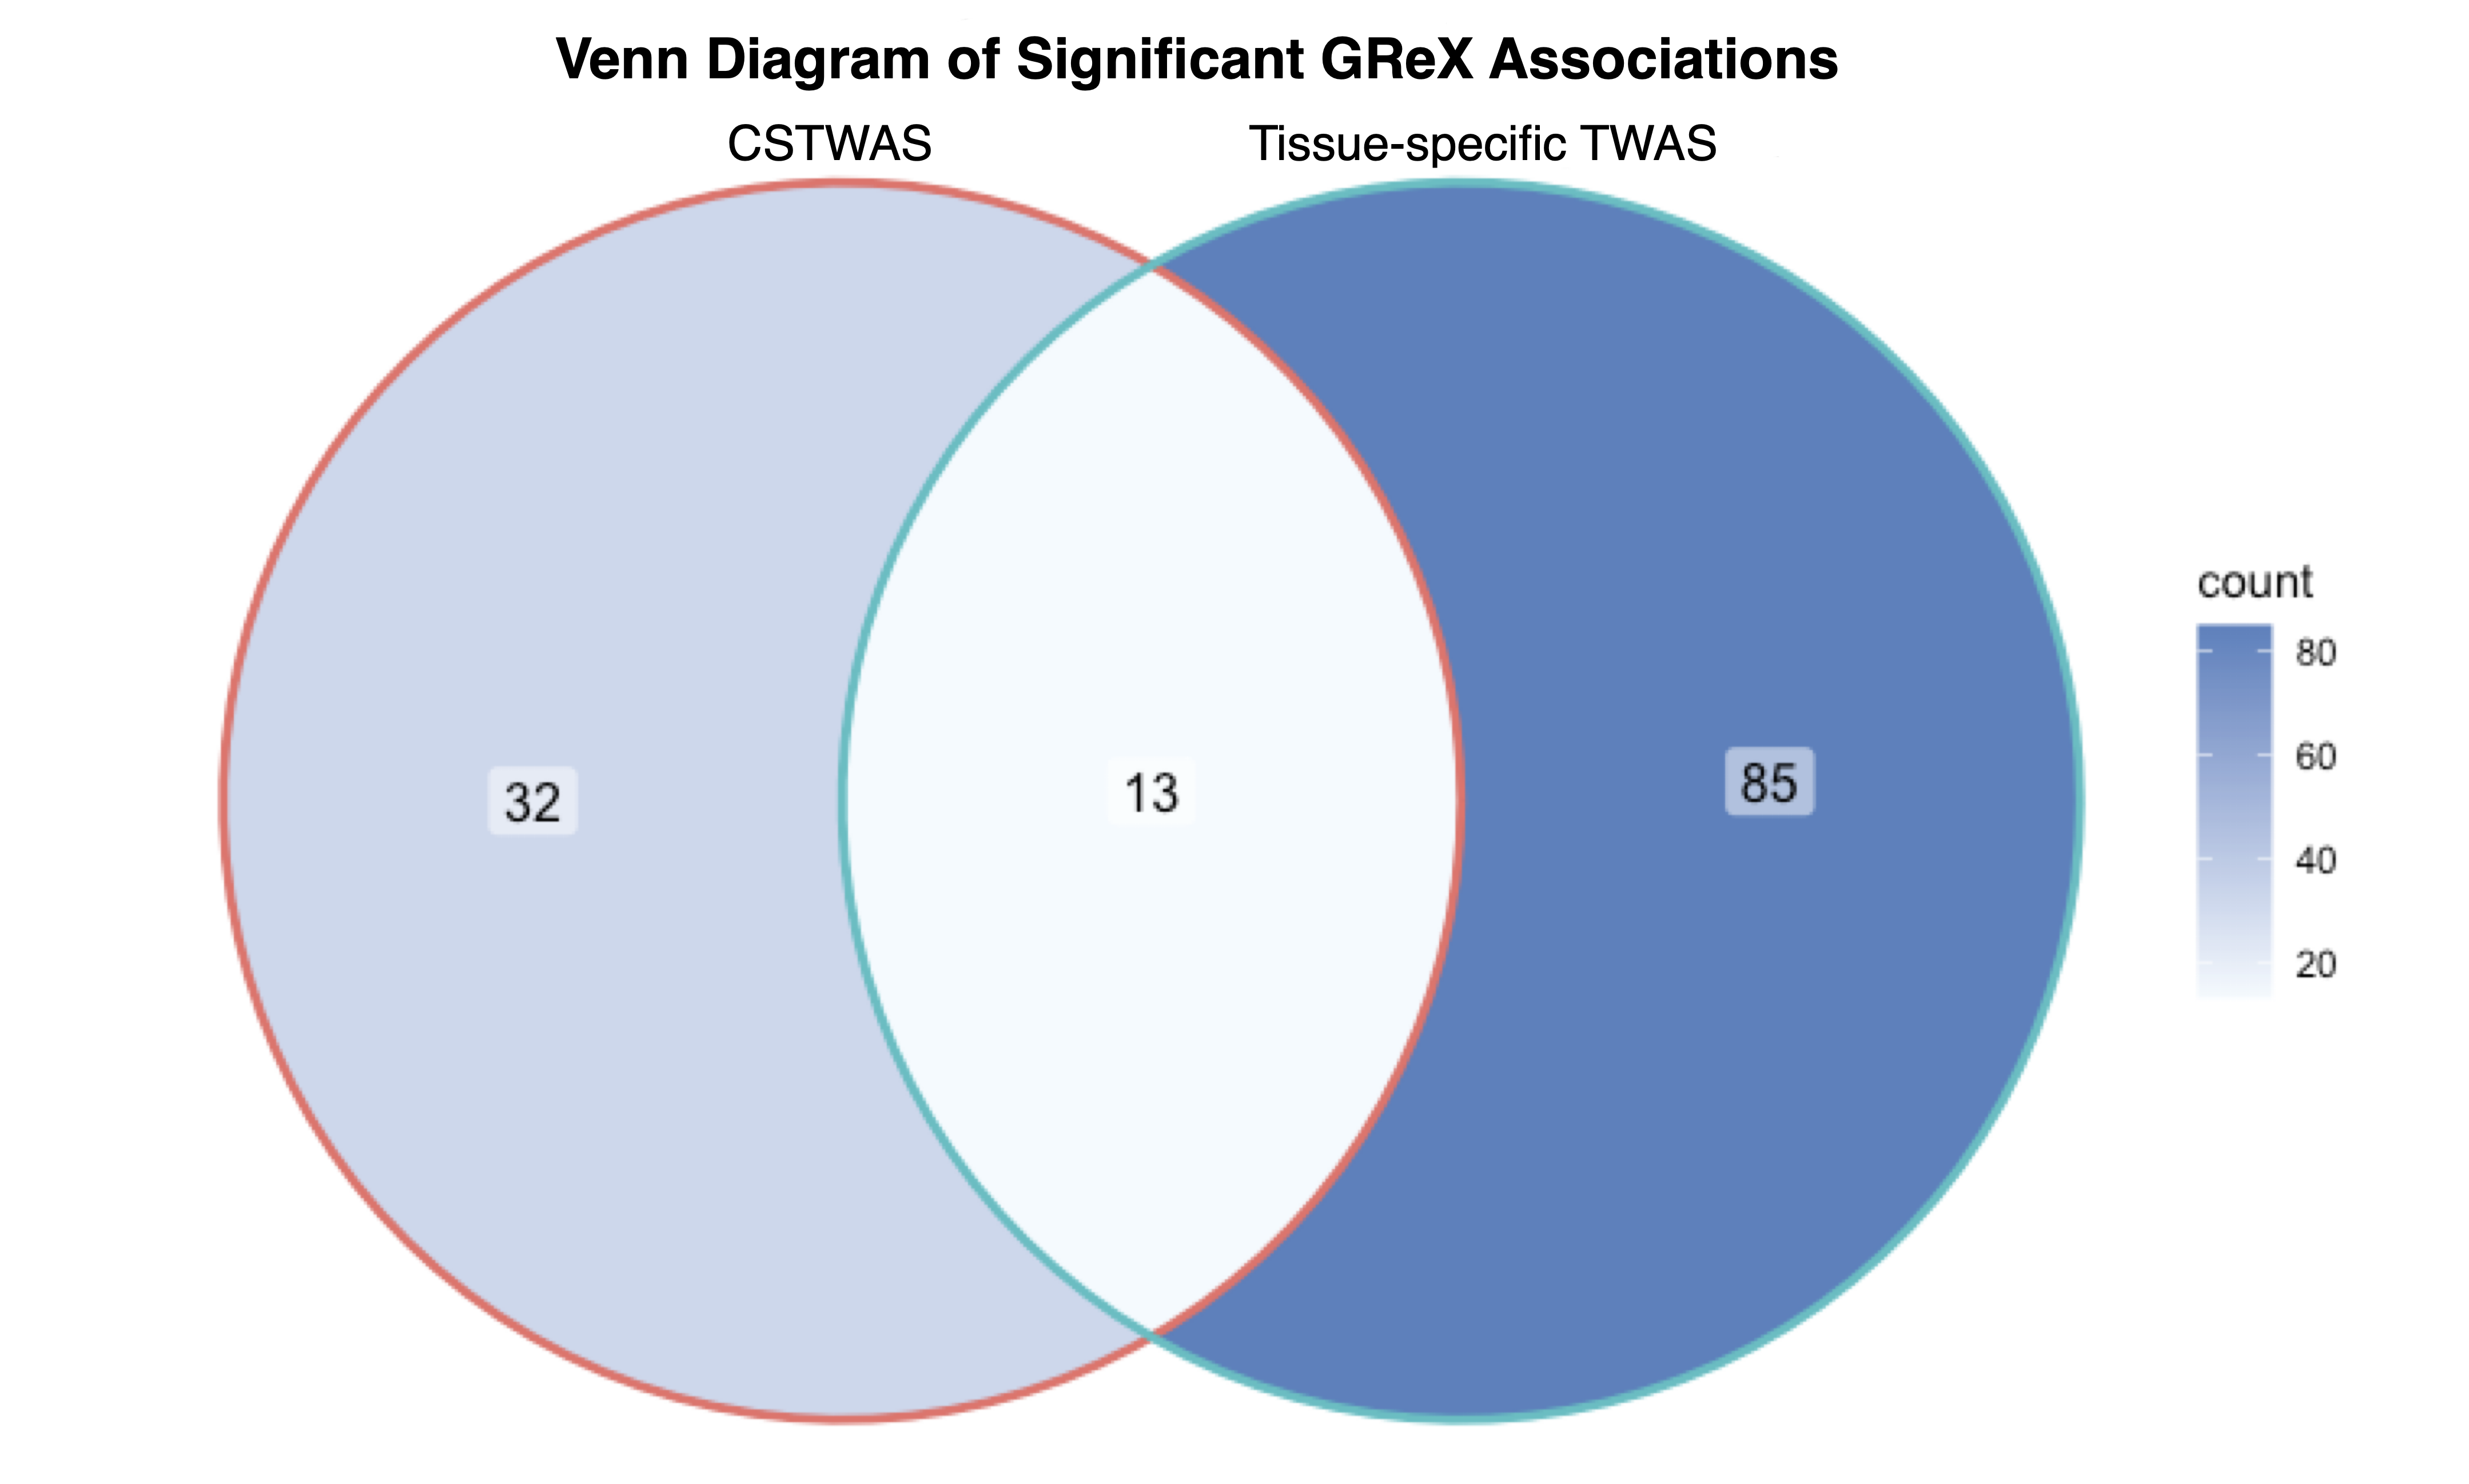 Venn Diagram of Significant GReX Associations
CSTWAS
Tissue-specific TWAS
32
13
85
count
80
60
40
20